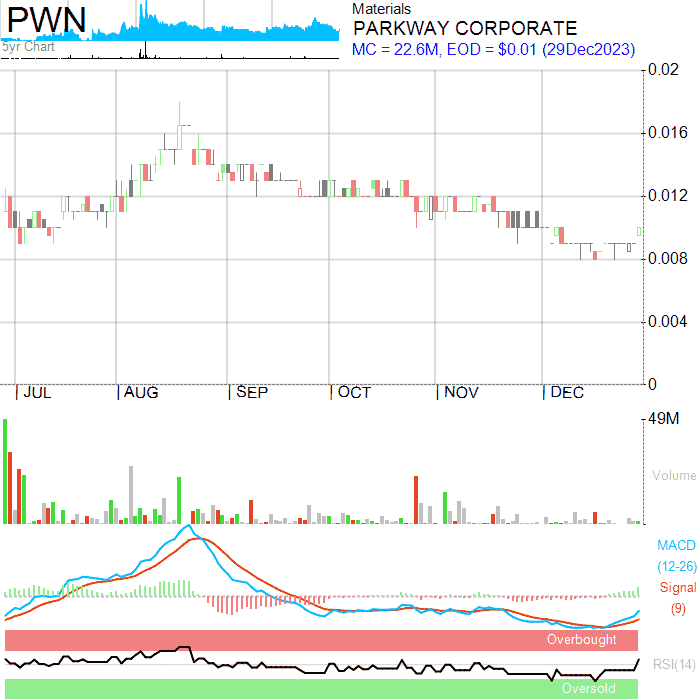 PWN
5yr Chart
Materials
PARKWAY CORPORATE
MC = 22.6M, EOD = $0.01 (29Dec2023)
0.02
0.016
0.012
0.008
0.004
0
JUL AUG SEP OCT NOV DEC
49M
Volume
MACD
(12-26)
Signal
(9)
Overbought
RSI(14)
Oversold